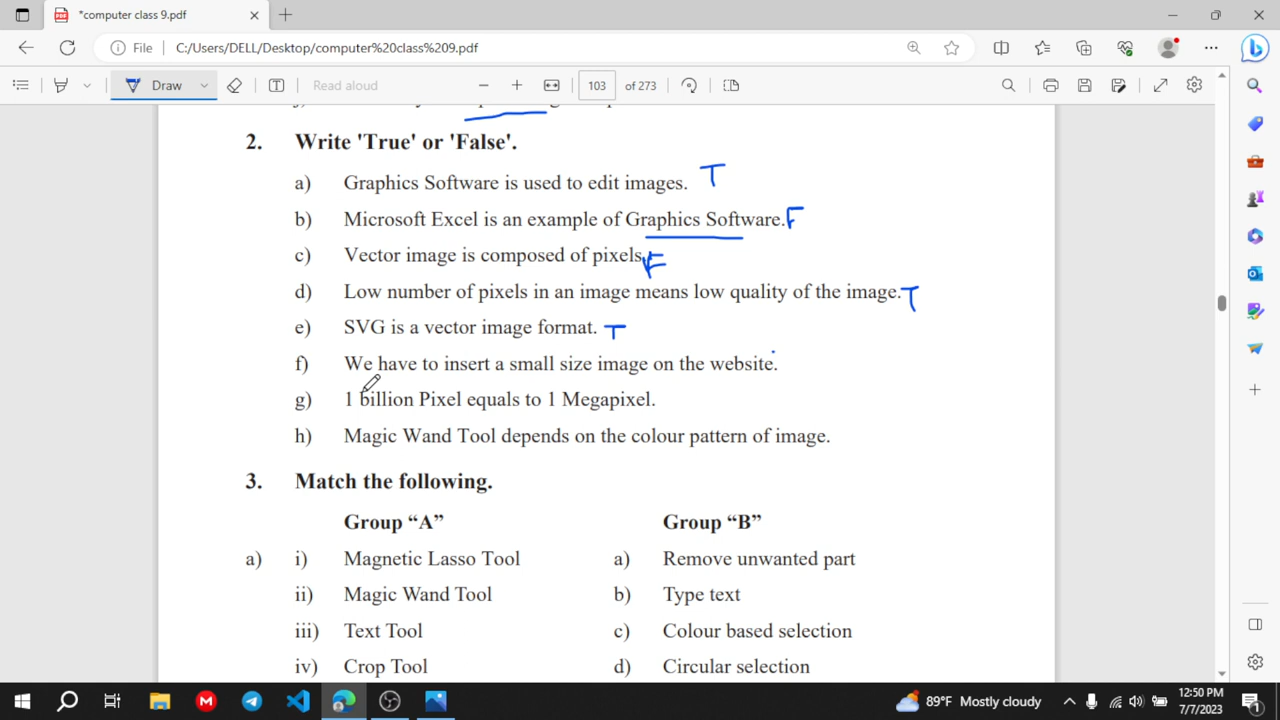 *computer class 9.pdf
File C:/Users/DELL/Desktop/computer%20class%209.pdf
Draw Read aloud 103 of 273
2. Write 'True' or 'False'.
a) Graphics Software is used to edit images. T
b) Microsoft Excel is an example of Graphics Software. F
c) Vector image is composed of pixels. F
d) Low number of pixels in an image means low quality of the image. T
e) SVG is a vector image format. T
f) We have to insert a small size image on the website.
g) 1 billion Pixel equals to 1 Megapixel.
h) Magic Wand Tool depends on the colour pattern of image.
3. Match the following.
Group “A” Group “B”
a) i) Magnetic Lasso Tool a) Remove unwanted part
ii) Magic Wand Tool b) Type text
iii) Text Tool c) Colour based selection
iv) Crop Tool d) Circular selection
89°F Mostly cloudy
12:50 PM
7/7/2023